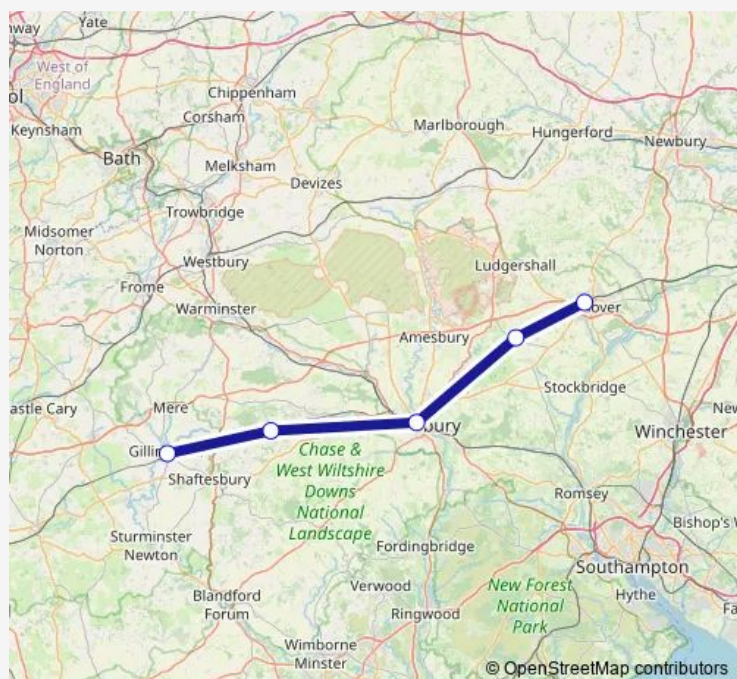 Yate
West of
England
Chippenham
Corsham
Keynsham
Bath
Melksham
Marlborough
Hungerford
Newbury
Devizes
Trowbridge
Midsomer
Norton
Westbury
Frome
Warminster
Ludgershall
Amesbury
Stockbridge
Mere
Winchester
Shaftesbury
Chase &
West Wiltshire
Downs
National
Landscape
Romsey
Sturminster
Newton
Fordingbridge
Southampton
Hythe
Blandford
Forum
Verwood
Ringwood
New Forest
National
Park
Wimborne
Minster
© OpenStreetMap contributors